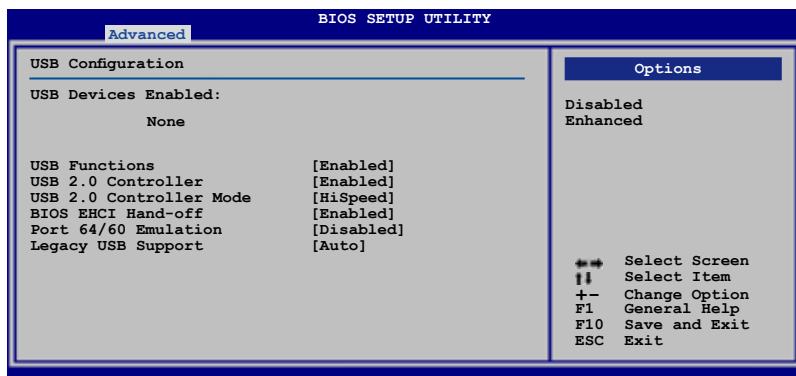 BIOS SETUP UTILITY
Advanced
USB Configuration
USB Devices Enabled:
None
USB Functions [Enabled]
USB 2.0 Controller [Enabled]
USB 2.0 Controller Mode [HiSpeed]
BIOS EHCI Hand-off [Enabled]
Port 64/60 Emulation [Disabled]
Legacy USB Support [Auto]
Options
Disabled
Enhanced
Select Screen
Select Item
+- Change Option
F1 General Help
F10 Save and Exit
ESC Exit